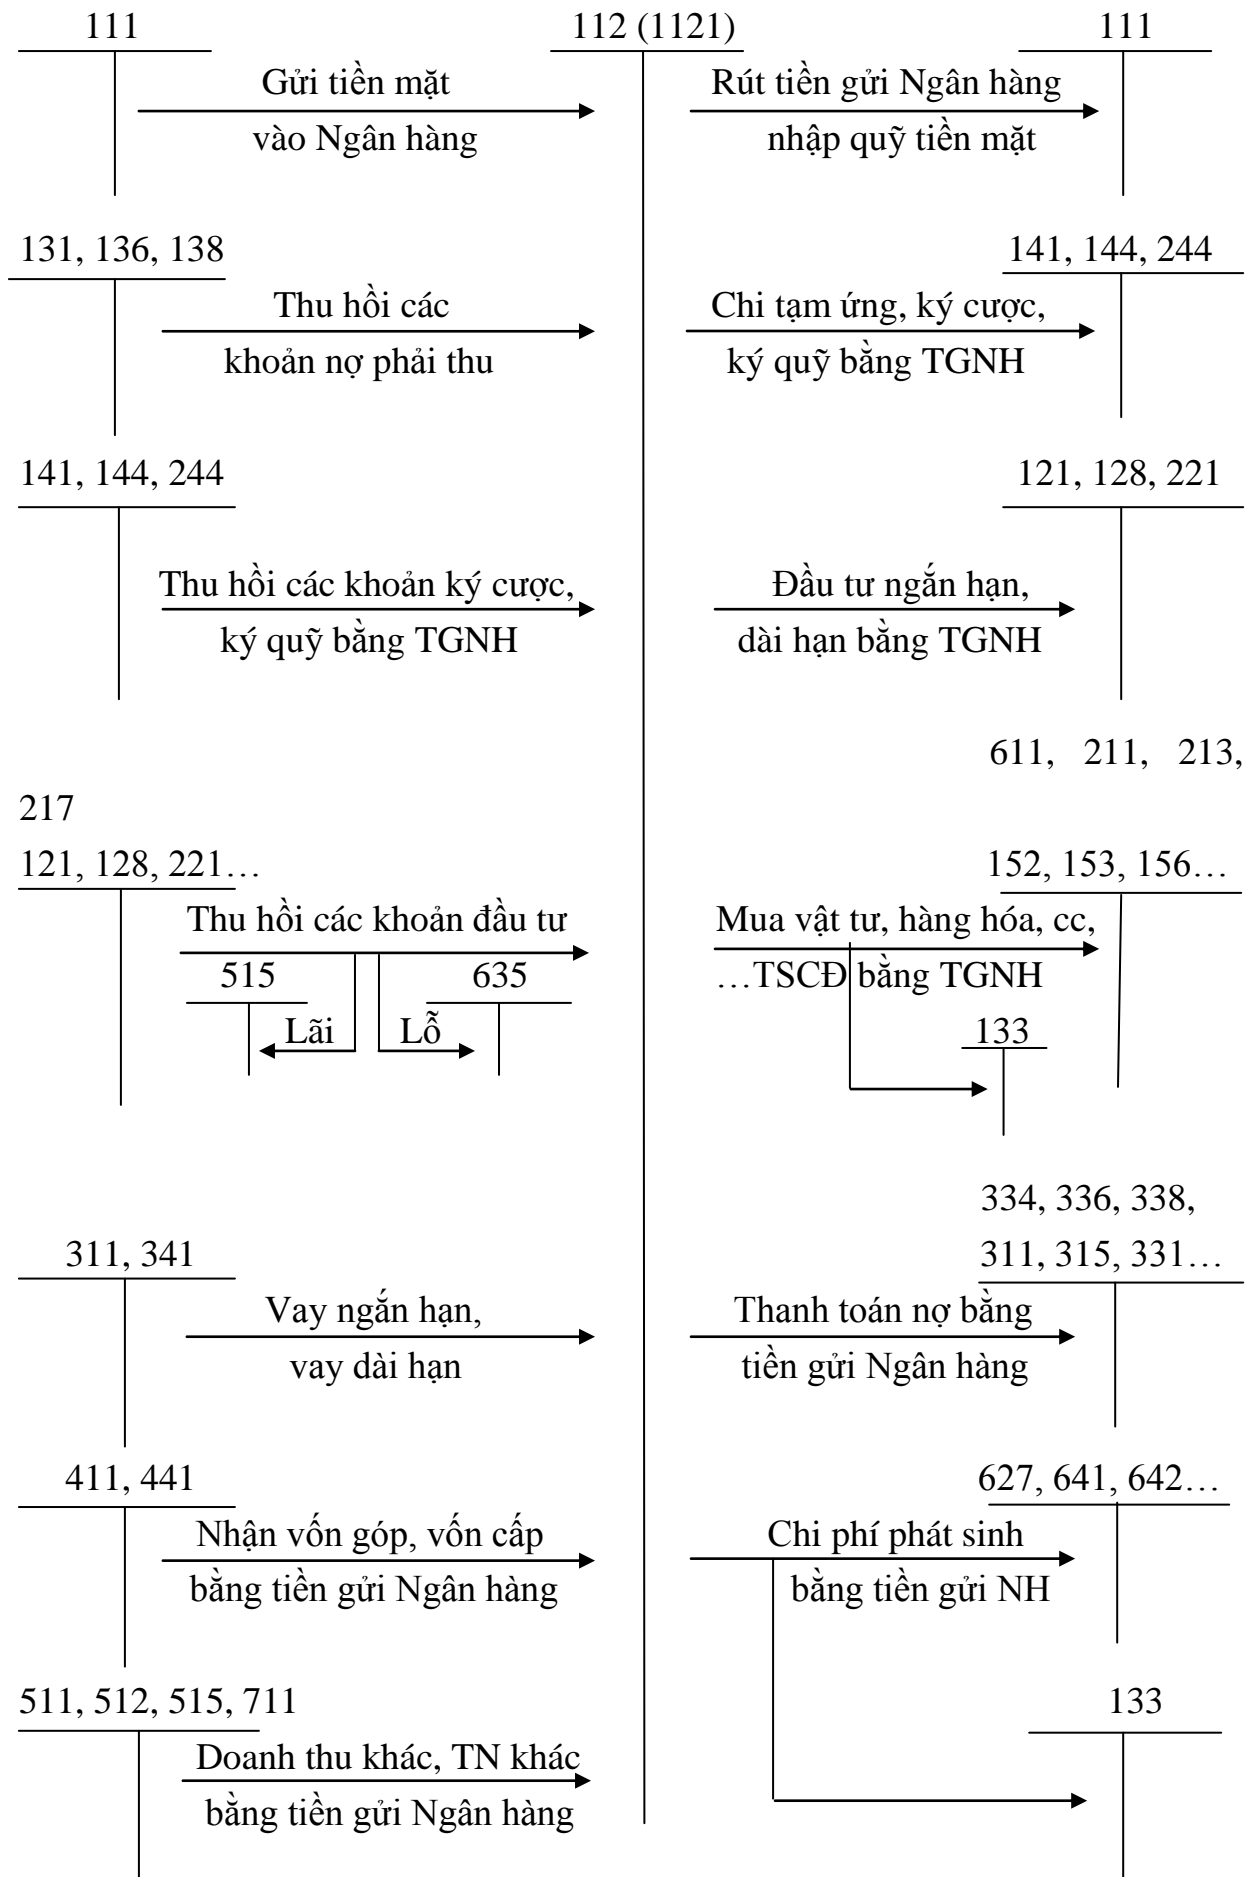 111 112 (1121) 111
Gửi tiền mặt Rút tiền gửi Ngân hàng
vào Ngân hàng nhập quỹ tiền mặt
131, 136, 138 141, 144, 244
Thu hồi các Chi tạm ứng, ký cược,
khoản nợ phải thu ký quỹ bằng TGNH
141, 144, 244 121, 128, 221
Thu hồi các khoản ký cược, Đầu tư ngắn hạn,
ký quỹ bằng TGNH dài hạn bằng TGNH
611, 211, 213,
217
121, 128, 221… 152, 153, 156…
Thu hồi các khoản đầu tư Mua vật tư, hàng hóa, cc,
515 635 …TSCĐ bằng TGNH
Lãi Lỗ 133
334, 336, 338,
311, 341 311, 315, 331…
Vay ngắn hạn, Thanh toán nợ bằng
vay dài hạn tiền gửi Ngân hàng
411, 441 627, 641, 642…
Nhận vốn góp, vốn cấp Chi phí phát sinh
bằng tiền gửi Ngân hàng bằng tiền gửi NH
511, 512, 515, 711 133
Doanh thu khác, TN khác
bằng tiền gửi Ngân hàng